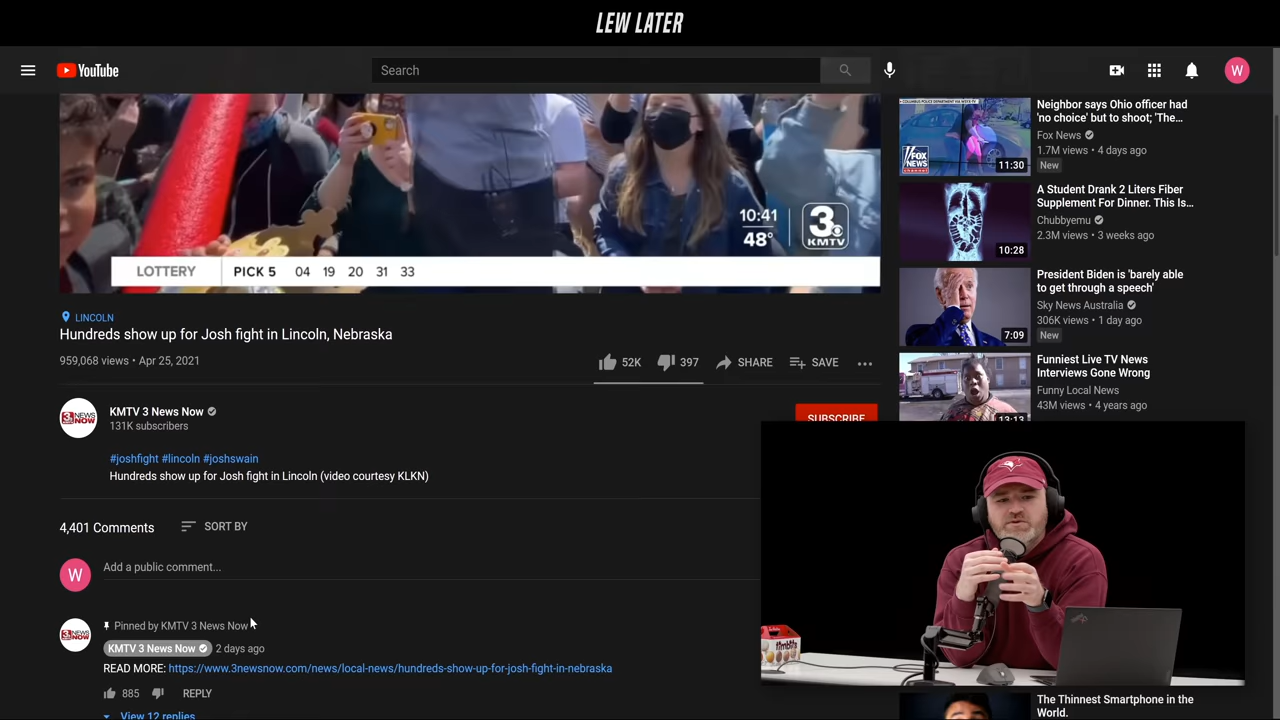 LEW LATER
YouTube
Search
W
10:41
48°
3
KMTV
LOTTERY
PICK 5 04 19 20 31 33
LINCOLN
Hundreds show up for Josh fight in Lincoln, Nebraska
959,068 views • Apr 25, 2021
52K
397
SHARE
SAVE
KMTV 3 News Now
131K subscribers
SUBSCRIBE
#joshfight #lincoln #joshswain
Hundreds show up for Josh fight in Lincoln (video courtesy KLKN)
4,401 Comments
SORT BY
W
Add a public comment...
Pinned by KMTV 3 News Now
KMTV 3 News Now
2 days ago
READ MORE: https://www.3newsnow.com/news/local-news/hundreds-show-up-for-josh-fight-in-nebraska
885
REPLY
View 12 replies
FOX
NEWS
11:30
Neighbor says Ohio officer had
'no choice' but to shoot; 'The...
Fox News
1.7M views • 4 days ago
New
10:28
A Student Drank 2 Liters Fiber
Supplement For Dinner. This Is...
Chubbyemu
2.3M views • 3 weeks ago
7:09
President Biden is 'barely able
to get through a speech'
Sky News Australia
306K views • 1 day ago
New
13:13
Funniest Live TV News
Interviews Gone Wrong
Funny Local News
43M views • 4 years ago
The Thinnest Smartphone in the
World.